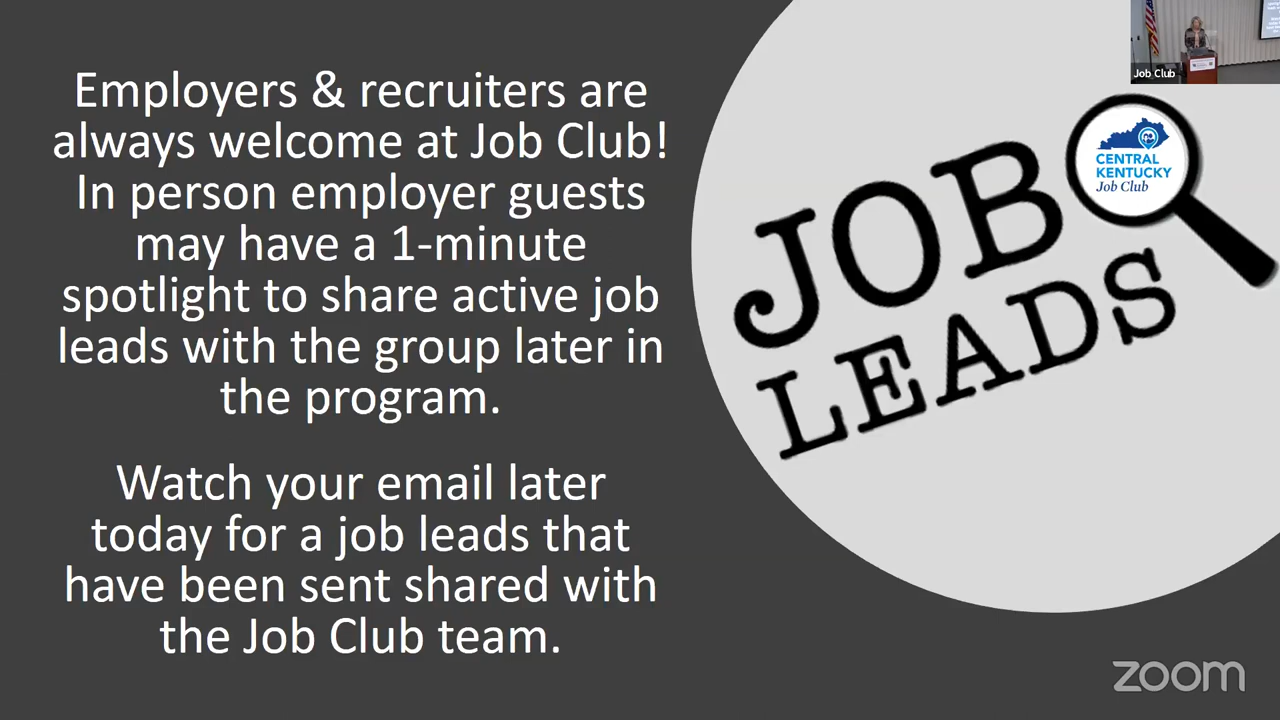 Employers & recruiters are
always welcome at Job Club!
In person employer guests
may have a 1-minute
spotlight to share active job
leads with the group later in
the program.
Watch your email later
today for a job leads that
have been sent shared with
the Job Club team.
JOB
LEADS
CENTRAL
KENTUCKY
Job Club
Job Club
zoom